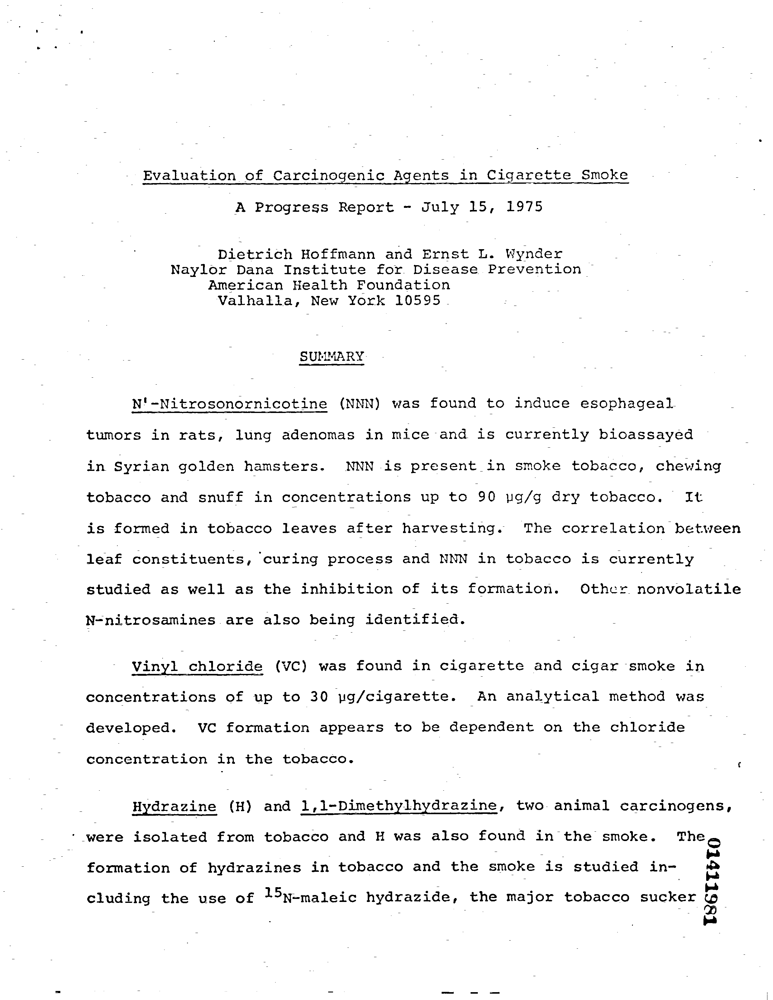 Evaluation of Carcinogenic Agents in Cigarette Smoke
A Progress Report - July 15, 1975
Dietrich Hoffmann and Ernst L. Wynder
Naylor Dana Institute for Disease Prevention
American Health Foundation
Valhalla, New York 10595
SUMMARY
N'-Nitrosonornicotine (NNN) was found to induce esophageal
tumors in rats, lung adenomas in mice and is currently bioassayed
in Syrian golden hamsters. NNN is present in smoke tobacco, chewing
tobacco and snuff in concentrations up to 90 µg/g dry tobacco. It
is formed in tobacco leaves after harvesting. The correlation between
leaf constituents, curing process and NNN in tobacco is currently
studied as well as the inhibition of its formation. Other nonvolatile
N-nitrosamines are also being identified.
Vinyl chloride (VC) was found in cigarette and cigar smoke in
concentrations of up to 30 µg/cigarette. An analytical method was
developed. VC formation appears to be dependent on the chloride
concentration in the tobacco.
Hydrazine (H) and 1,1-Dimethylhydrazine, two animal carcinogens,
were isolated from tobacco and H was also found in the smoke. The
formation of hydrazines in tobacco and the smoke is studied in-
cluding the use of 15N-maleic hydrazide, the major tobacco sucker
01411981